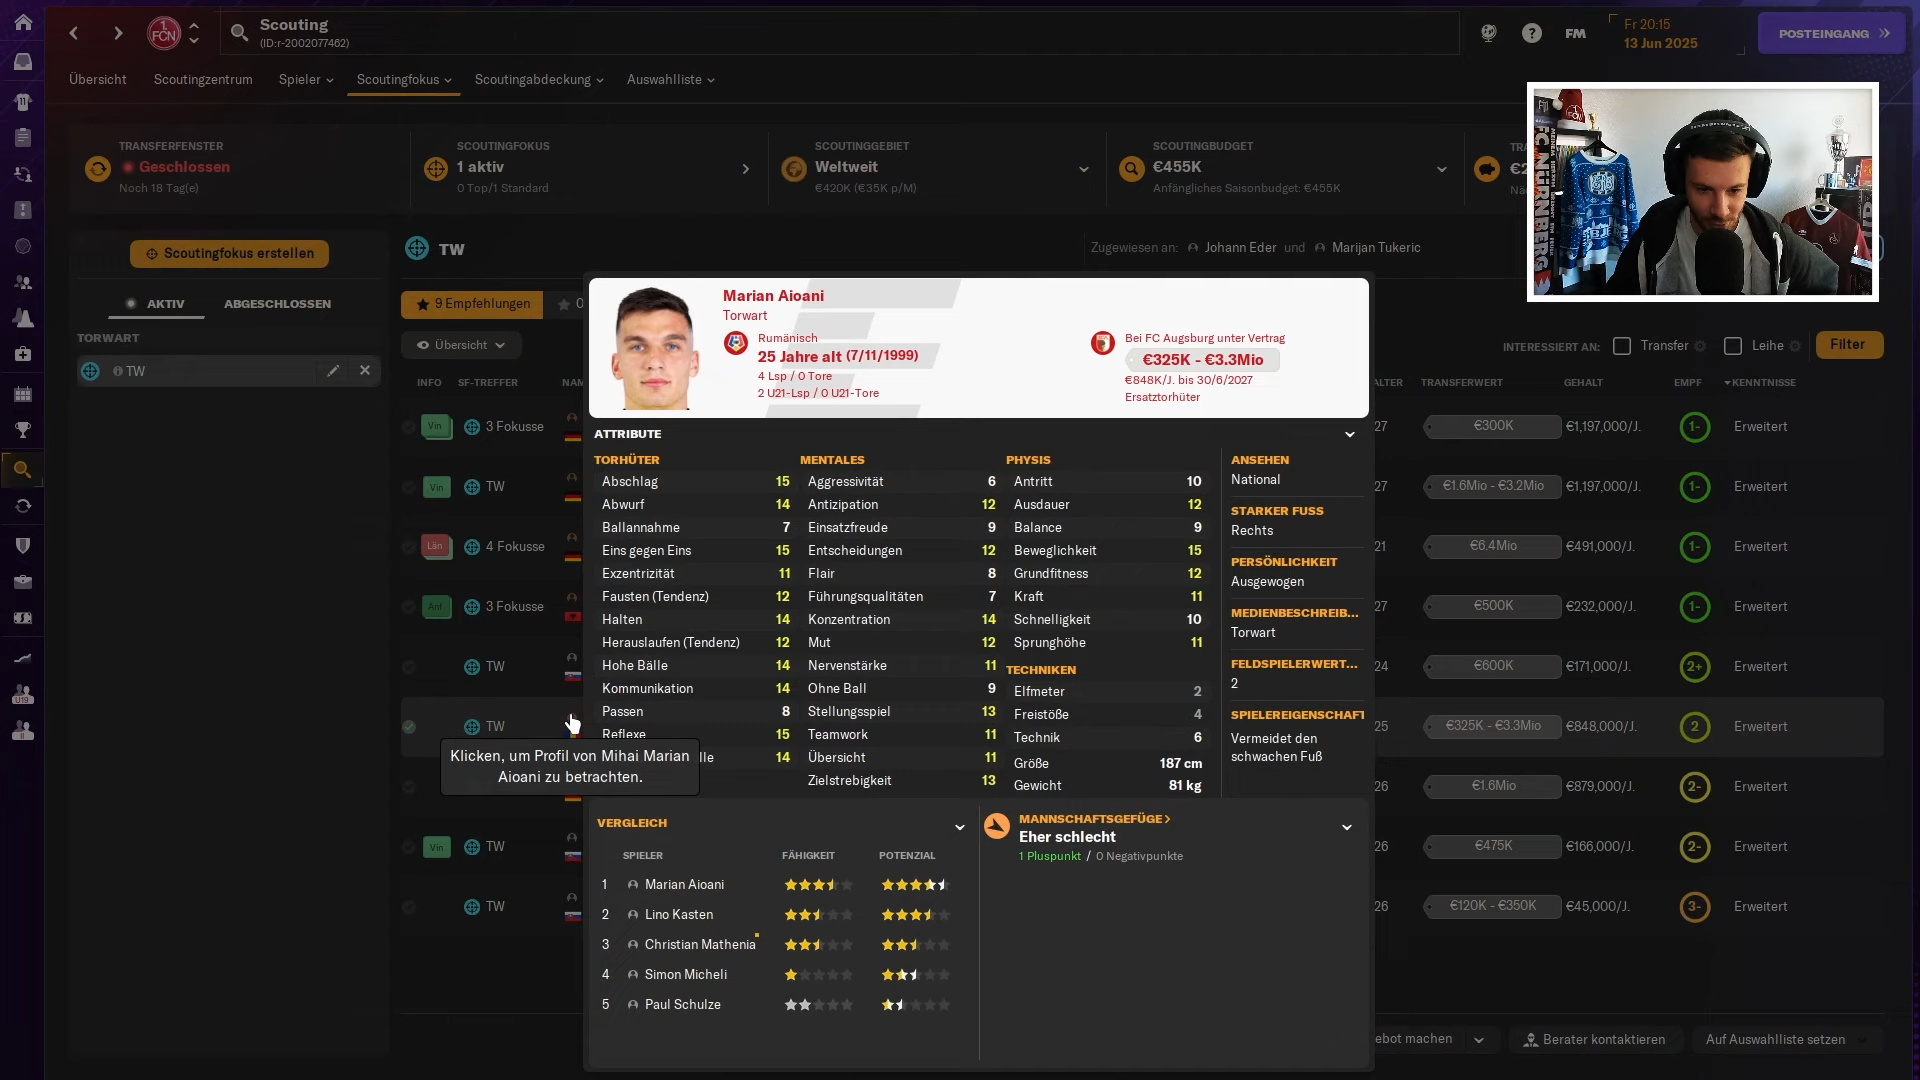 Scouting
(ID:r-2002077462)
FM
Fr 20:15
13 Jun 2025
POSTEINGANG
Übersicht
Scoutingzentrum
Spieler
Scoutingfokus
Scoutingabdeckung
Auswahlliste
TRANSFERFENSTER
Geschlossen
Noch 18 Tag(e)
SCOUTINGFOKUS
1 aktiv
0 Top/1 Standard
SCOUTINGGEBIET
Weltweit
€420K (€35K p/M)
SCOUTINGBUDGET
€455K
Anfängliches Saisonbudget: €455K
Scoutingfokus erstellen
AKTIV
ABGESCHLOSSEN
TORWART
TW
TW
Zugewiesen an: Johann Eder und Marijan Tukeric
9 Empfehlungen
Übersicht
INTERESSIERT AN:
Transfer
Leihe
Filter
INFO
SF-TREFFER
TRANSFERWERT
GEHALT
EMPF
KENNTNISSE
Vin
3 Fokusse
27
€300K
€1,197,000/J.
1-
Erweitert
Vin
TW
27
€1.6Mio - €3.2Mio
€1,197,000/J.
1-
Erweitert
Län
4 Fokusse
21
€6.4Mio
€491,000/J.
1-
Erweitert
Anf
3 Fokusse
27
€500K
€232,000/J.
1-
Erweitert
TW
24
€600K
€171,000/J.
2+
Erweitert
TW
25
€325K - €3.3Mio
€848,000/J.
2
Erweitert
26
€1.6Mio
€879,000/J.
2-
Erweitert
Vin
TW
26
€475K
€166,000/J.
2-
Erweitert
TW
26
€120K - €350K
€45,000/J.
3-
Erweitert
Klicken, um Profil von Mihai Marian
Aioani zu betrachten.
Marian Aioani
Torwart
Rumänisch
25 Jahre alt (7/11/1999)
4 Lsp / 0 Tore
2 U21-Lsp / 0 U21-Tore
Bei FC Augsburg unter Vertrag
€325K - €3.3Mio
€848K/J. bis 30/6/2027
Ersatztorhüter
ATTRIBUTE
TORHÜTER
Abschlag 15
Abwurf 14
Ballannahme 7
Eins gegen Eins 15
Exzentrizität 11
Fausten (Tendenz) 12
Halten 14
Herauslaufen (Tendenz) 12
Hohe Bälle 14
Kommunikation 14
Passen 8
Reflexe 15
lle 14
MENTALES
Aggressivität 6
Antizipation 12
Einsatzfreude 9
Entscheidungen 12
Flair 8
Führungsqualitäten 7
Konzentration 14
Mut 12
Nervenstärke 11
Ohne Ball 9
Stellungsspiel 13
Teamwork 11
Übersicht 11
Zielstrebigkeit 13
PHYSIS
Antritt 10
Ausdauer 12
Balance 9
Beweglichkeit 15
Grundfitness 12
Kraft 11
Schnelligkeit 10
Sprunghöhe 11
TECHNIKEN
Elfmeter 2
Freistöße 4
Technik 6
Größe 187 cm
Gewicht 81 kg
ANSEHEN
National
STARKER FUSS
Rechts
PERSÖNLICHKEIT
Ausgewogen
MEDIENBESCHREIB...
Torwart
FELDSPIELERWERT...
2
SPIELEREIGENSCHAFT
Vermeidet den
schwachen Fuß
VERGLEICH
SPIELER
FÄHIGKEIT
POTENZIAL
1 Marian Aioani
2 Lino Kasten
3 Christian Mathenia
4 Simon Micheli
5 Paul Schulze
MANNSCHAFTSGEFÜGE
Eher schlecht
1 Pluspunkt / 0 Negativpunkte
ebot machen
Berater kontaktieren
Auf Auswahlliste setzen